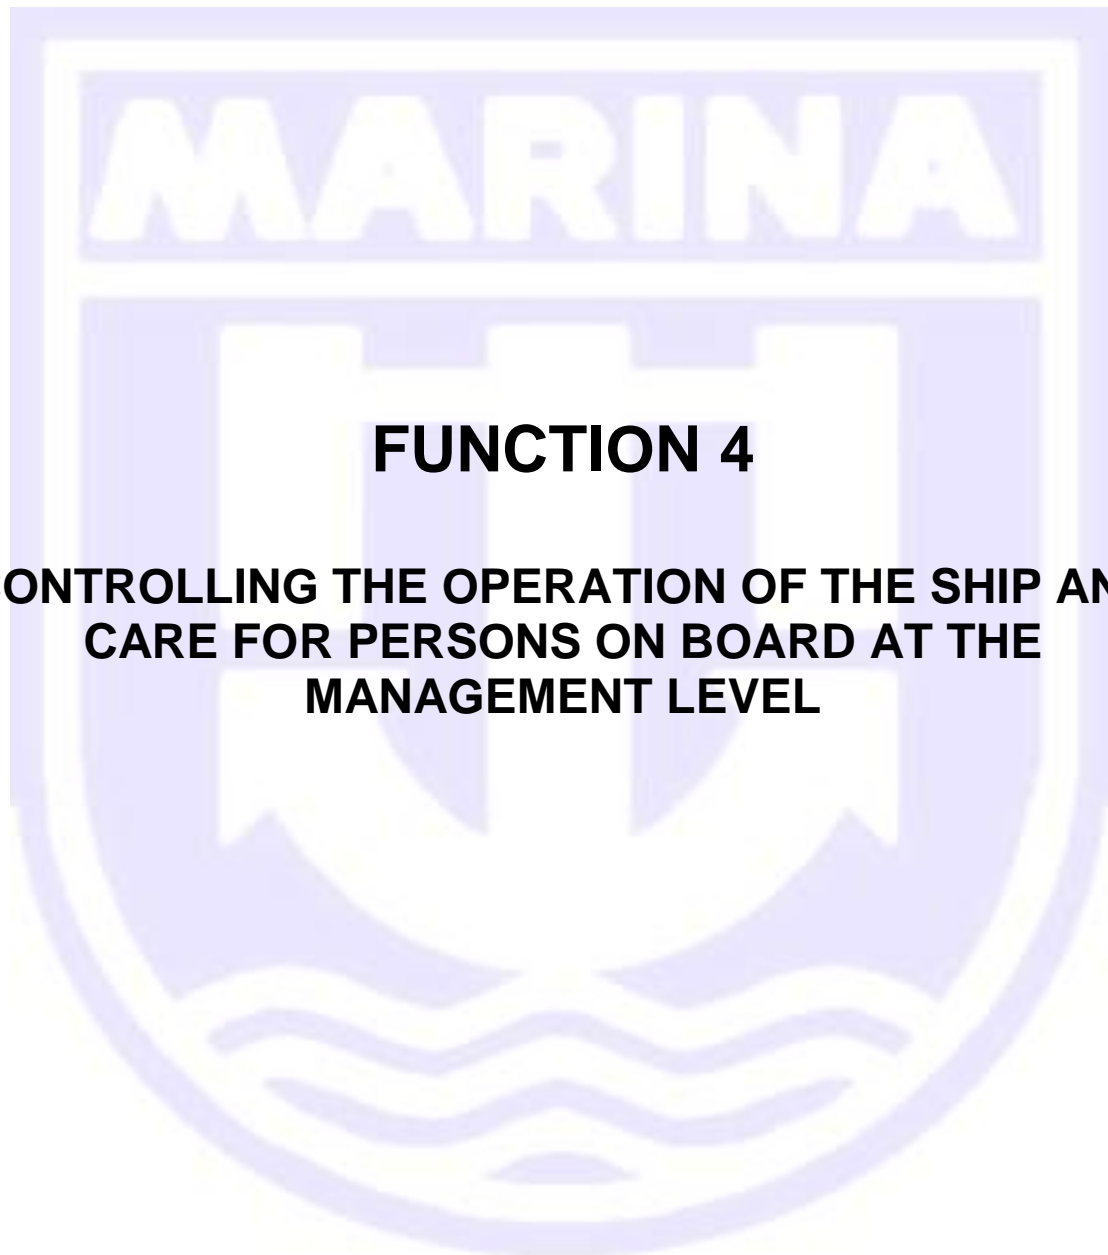 MARINA
FUNCTION 4
ONTROLLING THE OPERATION OF THE SHIP AN
CARE FOR PERSONS ON BOARD AT THE
MANAGEMENT LEVEL